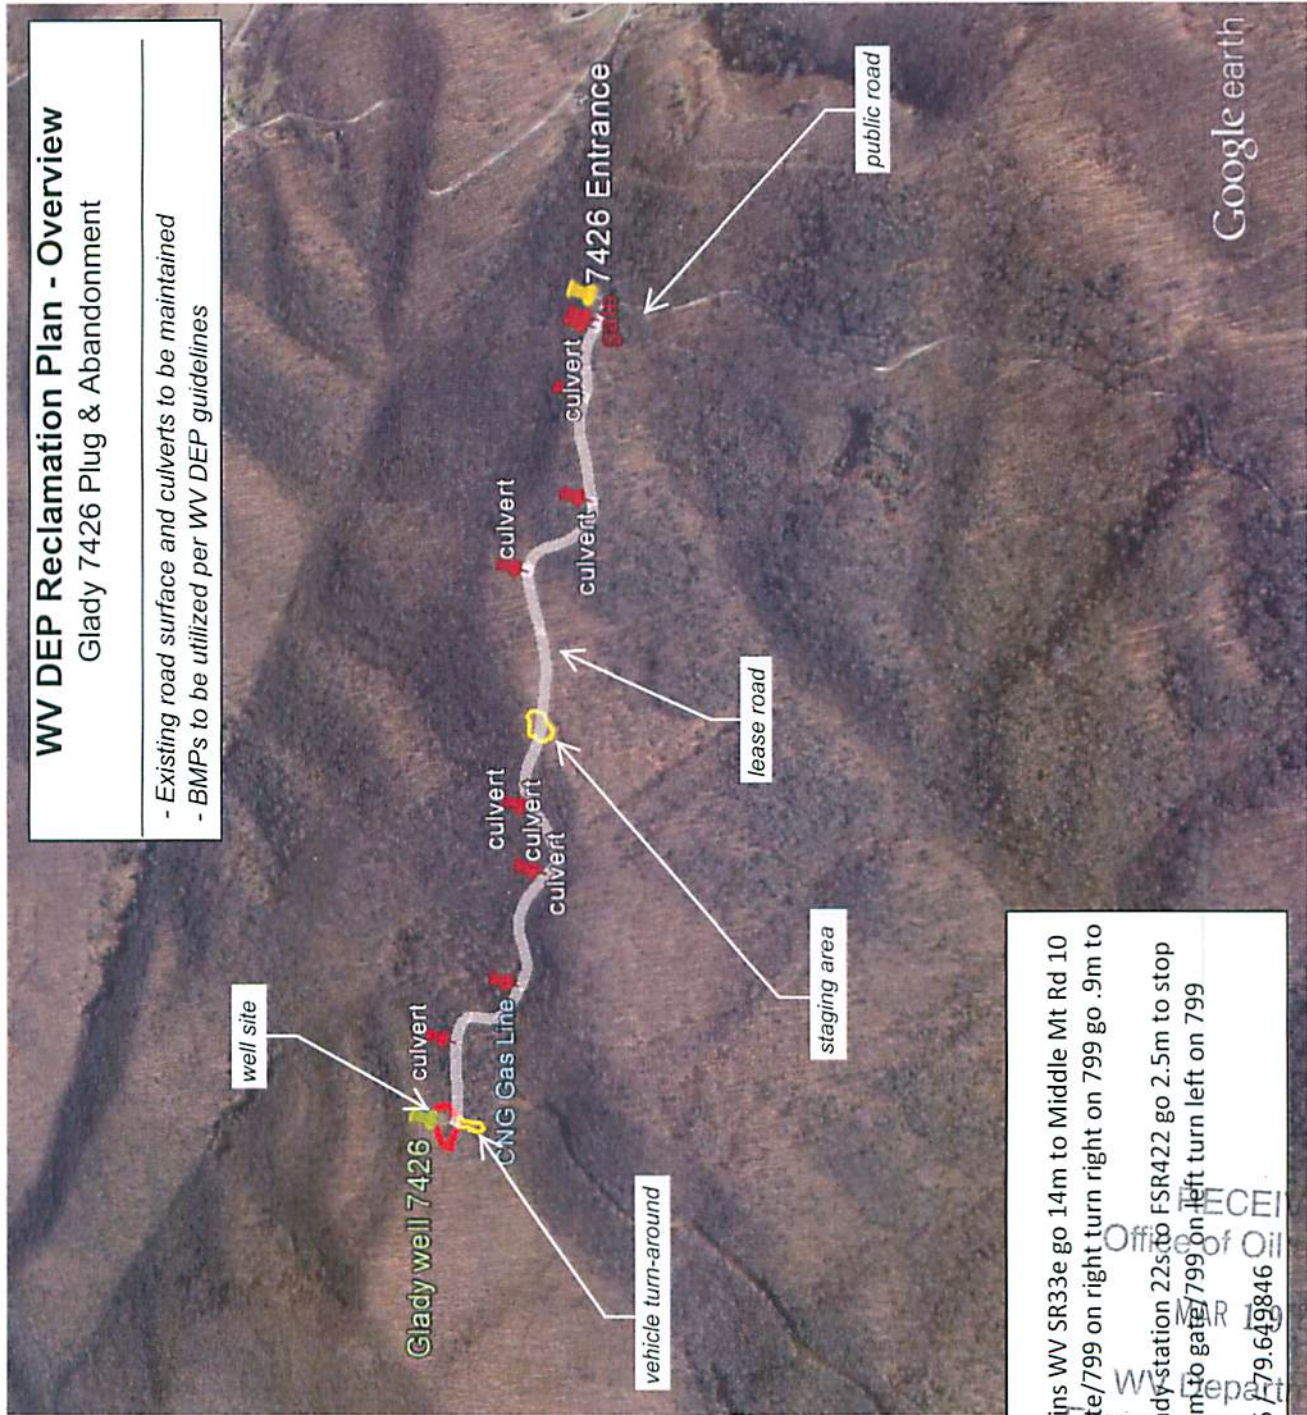 WV DEP Reclamation Plan - Overview
Glady 7426 Plug & Abandonment
- Existing road surface and culverts to be maintained
- BMPs to be utilized per WV DEP guidelines
well site
Glady well 7426
culvert
CNG Gas Line
culvert
culvert
culvert
culvert
culvert
culvert
gate
7426 Entrance
public road
lease road
staging area
vehicle turn-around
Google earth
ins WV SR33e go 14m to Middle Mt Rd 10
te/799 on right turn right on 799 go .9m to
dy station 22s to FSR422 go 2.5m to stop
m to gate/799 on left turn left on 799
79.649846
RECEI
Office of Oil
MAR 19
WV Depart